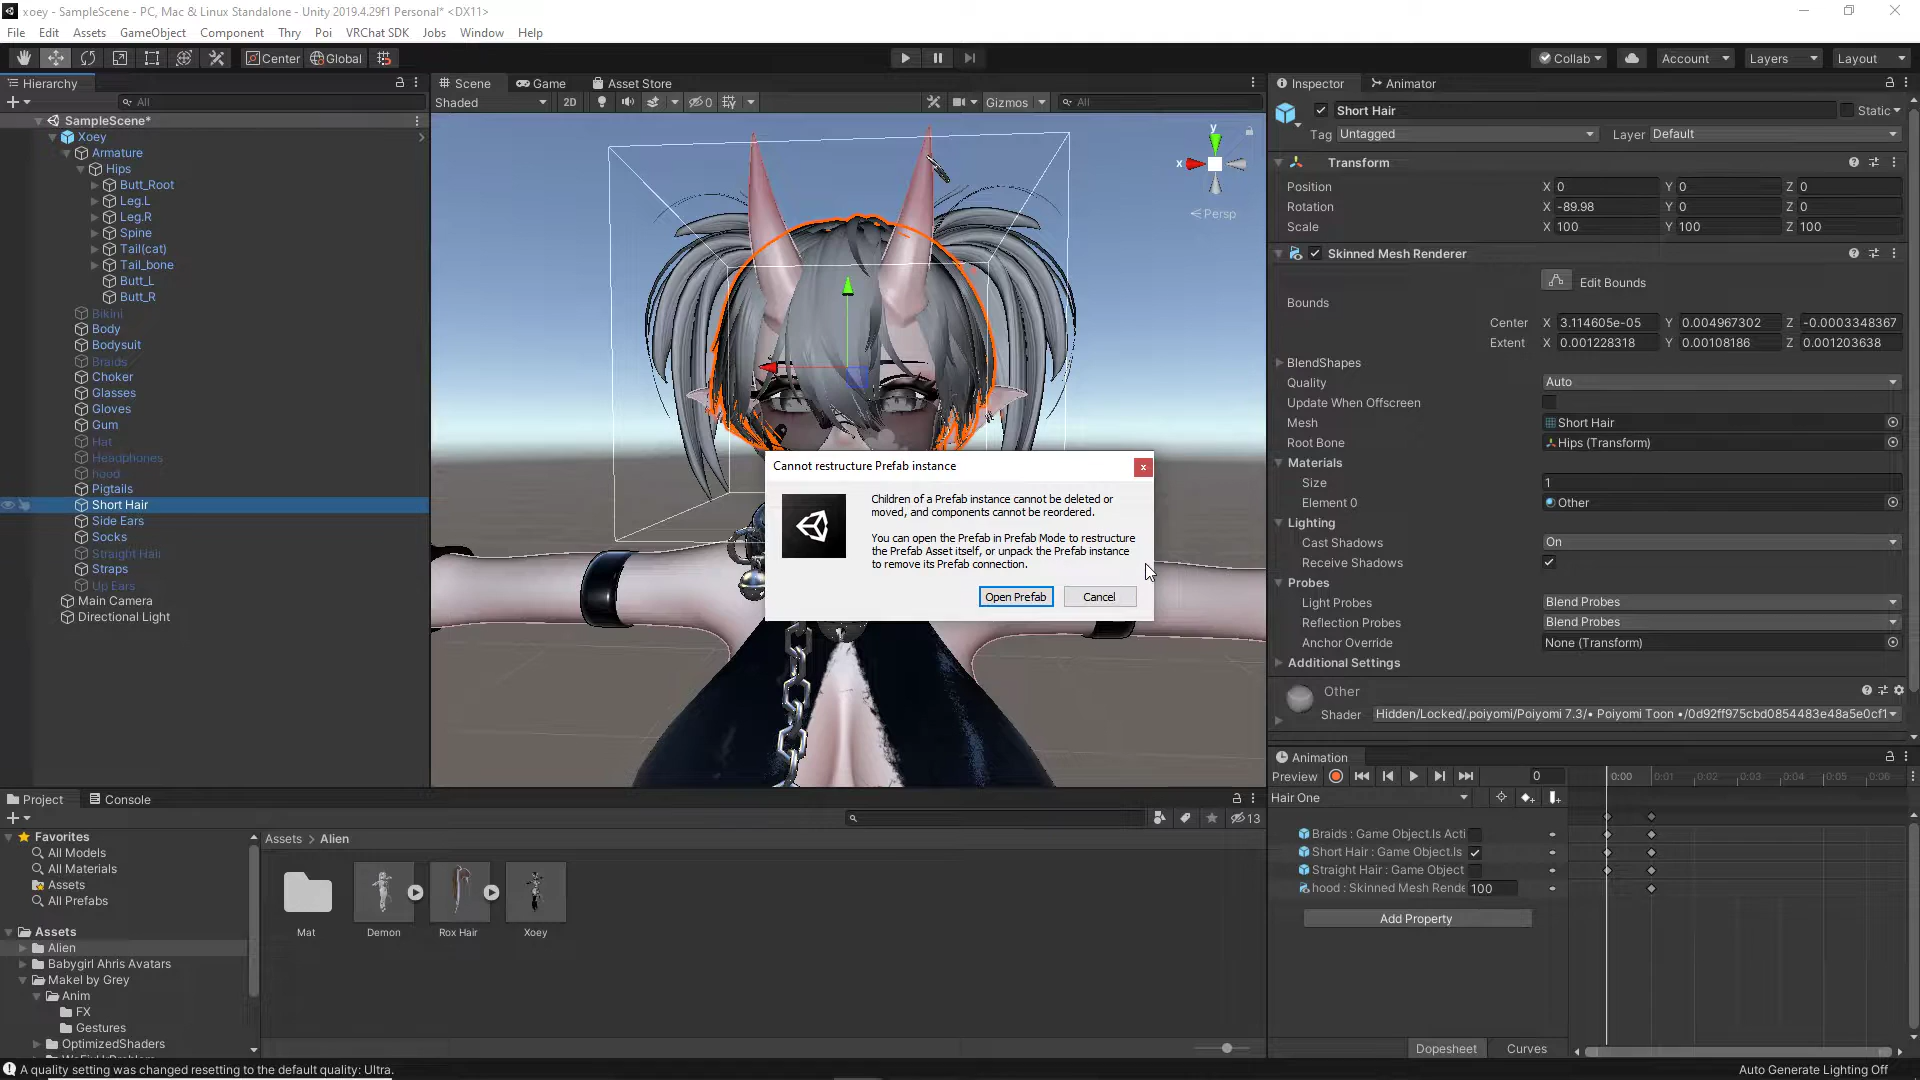 xoey - SampleScene - PC, Mac & Linux Standalone - Unity 2019.4.29f1 Personal* <DX11>
File Edit Assets GameObject Component Thry Poi VRChat SDK Jobs Window Help
Center Global Collab Account Layers Layout
Hierarchy
All
SampleScene*
Xoey
Armature
Hips
Butt_Root
Leg.L
Leg.R
Spine
Tail(cat)
Tail_bone
Butt_L
Butt_R
Bikini
Body
Bodysuit
Braids
Choker
Glasses
Gloves
Gum
Hat
Headphones
hood
Pigtails
Short Hair
Side Ears
Socks
Straight Hair
Straps
Up Ears
Main Camera
Directional Light
Scene Game Asset Store
Shaded 2D 0 Gizmos All
y
x
Persp
Cannot restructure Prefab instance
x
Children of a Prefab instance cannot be deleted or
moved, and components cannot be reordered.
You can open the Prefab in Prefab Mode to restructure
the Prefab Asset itself, or unpack the Prefab instance
to remove its Prefab connection.
Open Prefab Cancel
Inspector Animator
Short Hair Static
Tag Untagged Layer Default
Transform
Position X 0 Y 0 Z 0
Rotation X -89.98 Y 0 Z 0
Scale X 100 Y 100 Z 100
Skinned Mesh Renderer
Edit Bounds
Bounds
Center X 3.114605e-05 Y 0.004967302 Z -0.0003348367
Extent X 0.001228318 Y 0.00108186 Z 0.001203638
BlendShapes
Quality Auto
Update When Offscreen
Mesh Short Hair
Root Bone Hips (Transform)
Materials
Size 1
Element 0 Other
Lighting
Cast Shadows On
Receive Shadows
Probes
Light Probes Blend Probes
Reflection Probes Blend Probes
Anchor Override None (Transform)
Additional Settings
Other
Shader Hidden/Locked/.poiyomi/Poiyomi 7.3/• Poiyomi Toon •/0d92ff975cbd0854483e48a5e0cf1
Animation
Preview 0 0:00 0:01 0:02 0:03 0:04 0:05 0:06
Hair One
Braids : Game Object.Is Acti
Short Hair : Game Object.Is
Straight Hair : Game Object
hood : Skinned Mesh Rende 100
Add Property
Dopesheet Curves
Project Console
13
Favorites
All Models
All Materials
Assets
All Prefabs
Assets
Alien
Babygirl Ahris Avatars
Makel by Grey
Anim
FX
Gestures
OptimizedShaders
Assets > Alien
Mat Demon Rox Hair Xoey
A quality setting was changed resetting to the default quality: Ultra.
Auto Generate Lighting Off